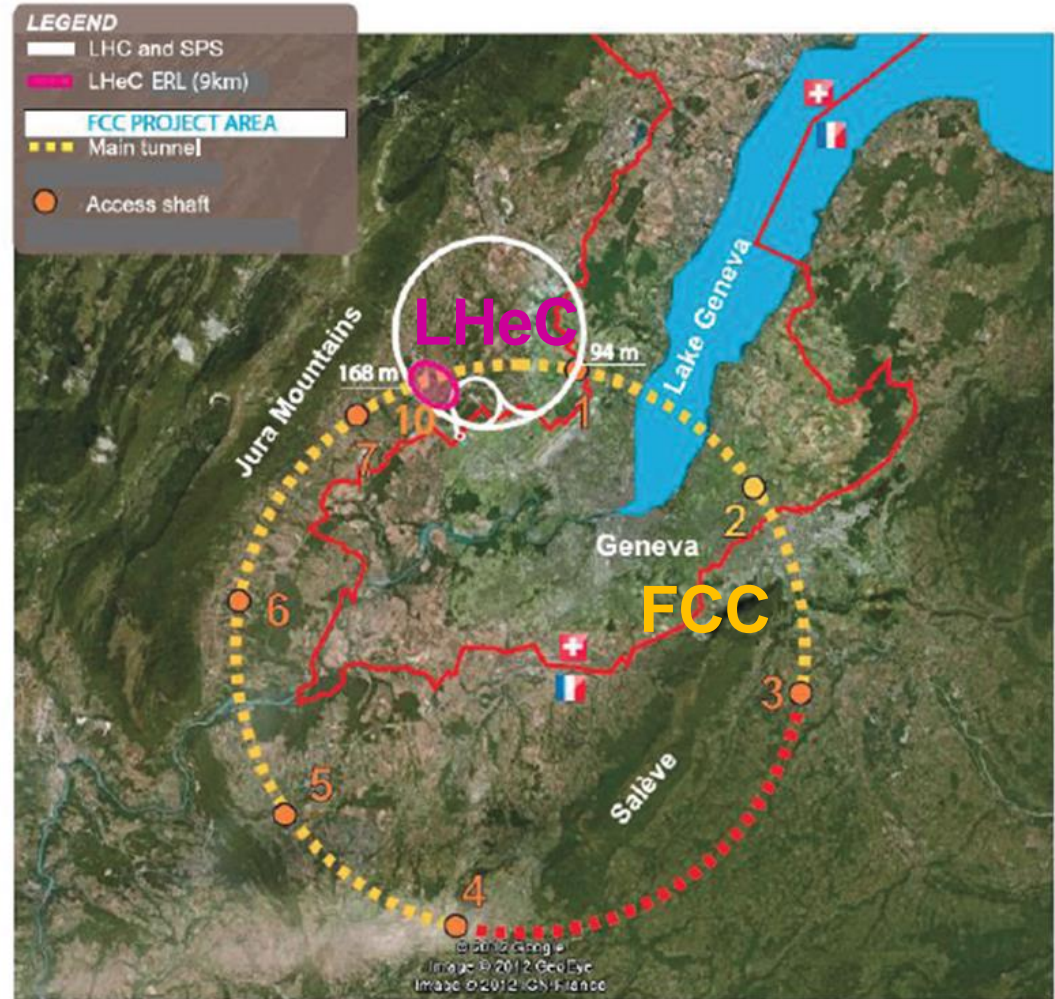 LEGEND
LHC and SPS
LHeC ERL (9km)
FCC PROJECT AREA
Main tunnel
Access shaft
Jura Mountains
LHeC
Lake Geneva
168 m
94 m
10
1
7
2
Geneva
FCC
6
3
Salève
5
4
© 2012 Google
Image © 2012 GeoEye
Image © 2012 IGN-France